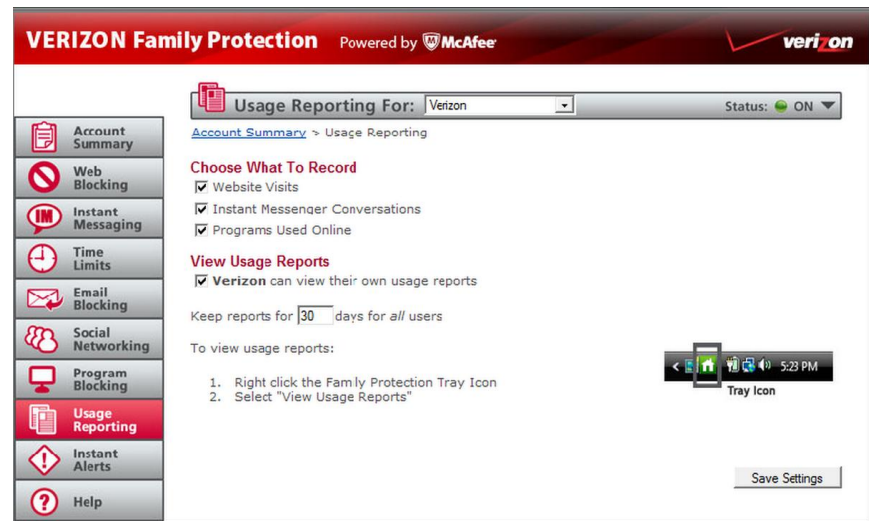 VERIZON Family Protection Powered by McAfee verizon
Usage Reporting For: Verizon Status: ON
Account Summary > Usage Reporting
Account
Summary
Web
Blocking
IM
Instant
Messaging
Time
Limits
Email
Blocking
Social
Networking
Program
Blocking
Usage
Reporting
Instant
Alerts
? Help
Choose What To Record
Website Visits
Instant Messenger Conversations
Programs Used Online
View Usage Reports
Verizon can view their own usage reports
Keep reports for 30 days for all users
To view usage reports:
1. Right click the Family Protection Tray Icon
2. Select "View Usage Reports"
5:23 PM
Tray Icon
Save Settings